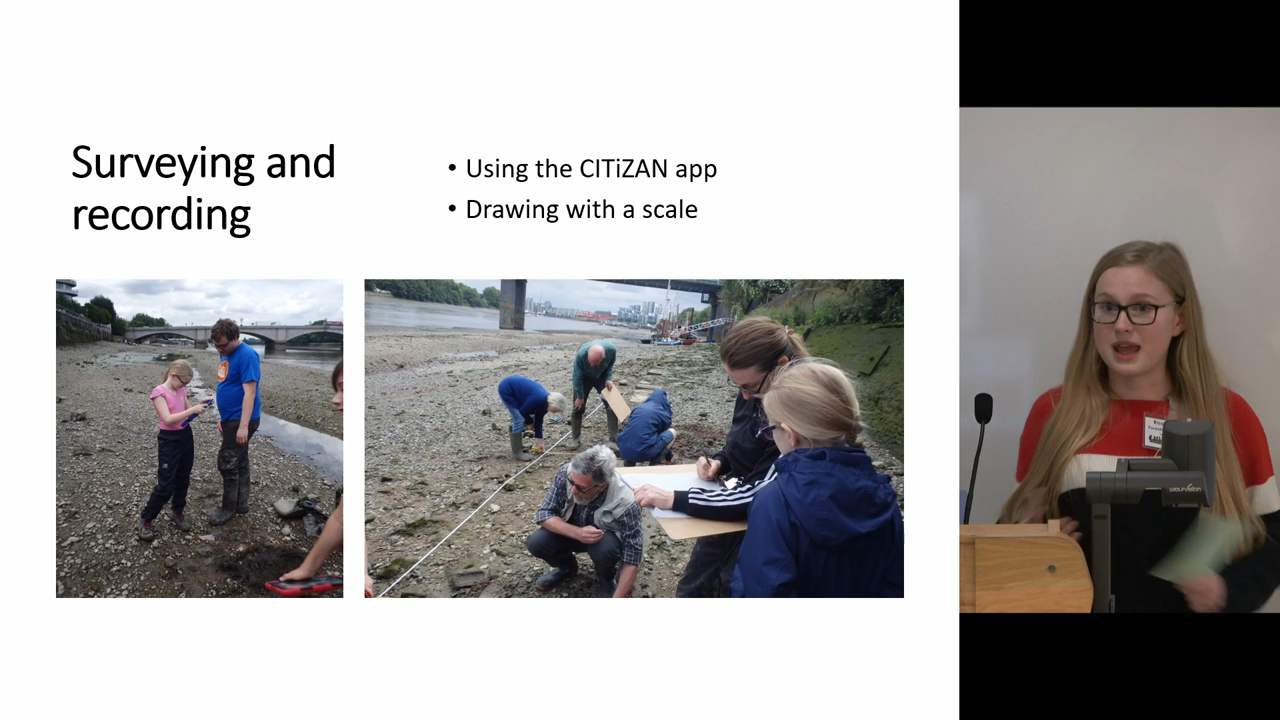 Surveying and
recording
• Using the CITiZAN app
• Drawing with a scale